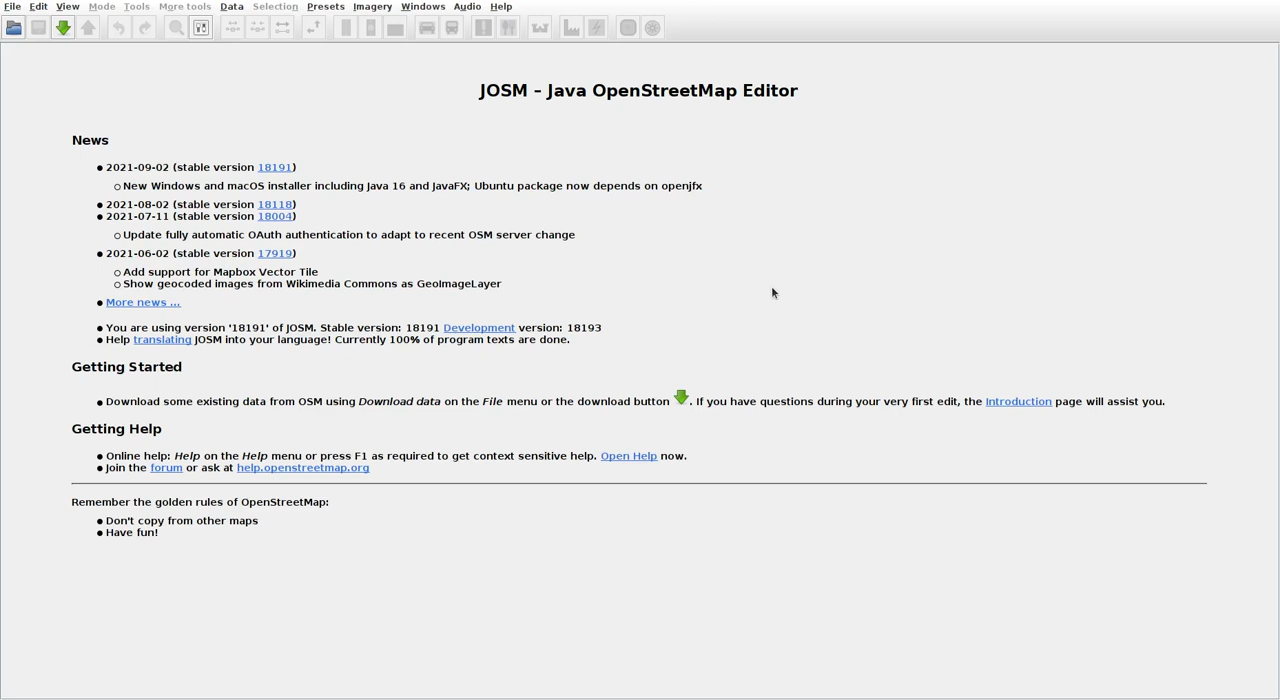 File Edit View Mode Tools More tools Data Selection Presets Imagery Windows Audio Help
JOSM – Java OpenStreetMap Editor
News
2021-09-02 (stable version 18191)
New Windows and macOS installer including Java 16 and JavaFX; Ubuntu package now depends on openjfx
2021-08-02 (stable version 18118)
2021-07-11 (stable version 18004)
Update fully automatic OAuth authentication to adapt to recent OSM server change
2021-06-02 (stable version 17919)
Add support for Mapbox Vector Tile
Show geocoded images from Wikimedia Commons as GeoImageLayer
More news ...
You are using version '18191' of JOSM. Stable version: 18191 Development version: 18193
Help translating JOSM into your language! Currently 100% of program texts are done.
Getting Started
Download some existing data from OSM using Download data on the File menu or the download button . If you have questions during your very first edit, the Introduction page will assist you.
Getting Help
Online help: Help on the Help menu or press F1 as required to get context sensitive help. Open Help now.
Join the forum or ask at help.openstreetmap.org
Remember the golden rules of OpenStreetMap:
Don't copy from other maps
Have fun!